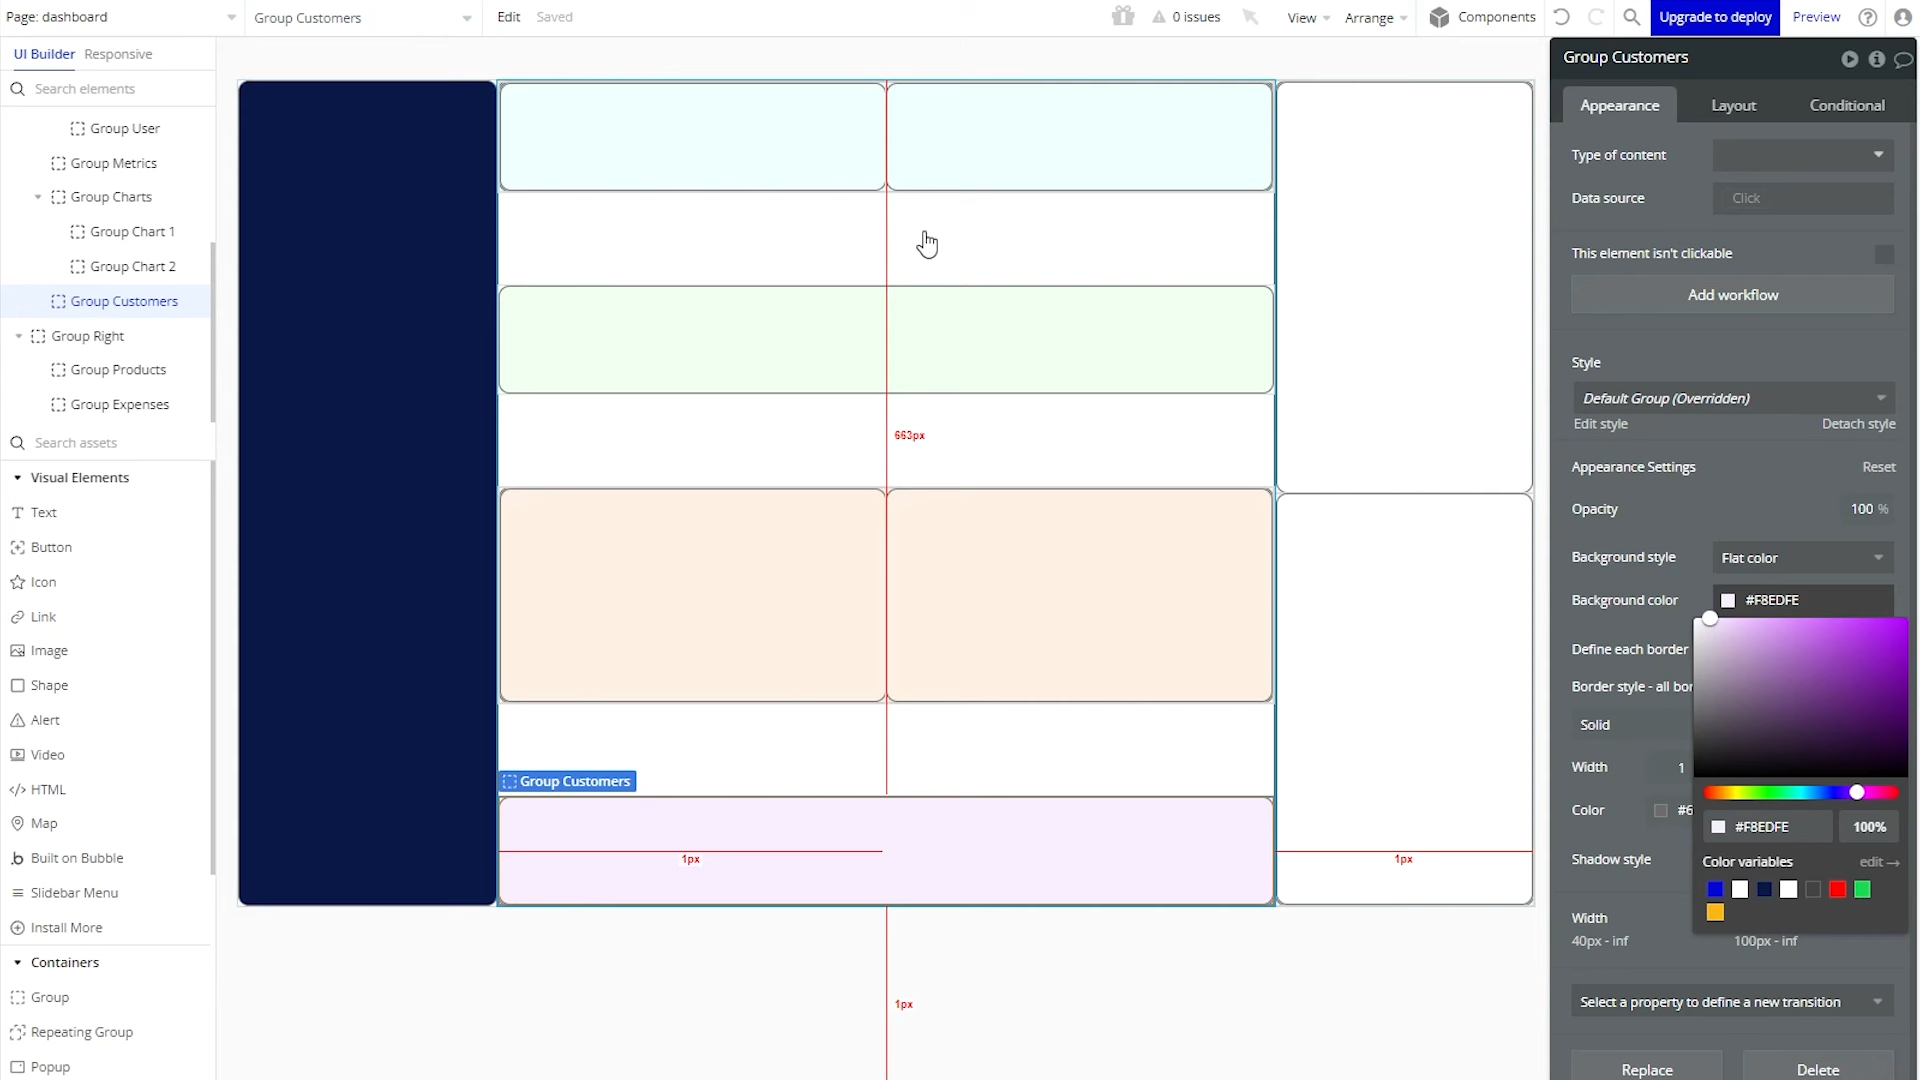 Page: dashboard
Group Customers
Edit
Saved
0 issues
View
Arrange
Components
Upgrade to deploy
Preview
UI Builder
Responsive
Search elements
Group User
Group Metrics
Group Charts
Group Chart 1
Group Chart 2
Group Customers
Group Right
Group Products
Group Expenses
Search assets
Visual Elements
Text
Button
Icon
Link
Image
Shape
Alert
Video
</> HTML
Map
Built on Bubble
Slidebar Menu
Install More
Containers
Group
Repeating Group
Popup
663px
Group Customers
1px
1px
1px
Group Customers
Appearance
Layout
Conditional
Type of content
Data source
Click
This element isn't clickable
Add workflow
Style
Default Group (Overridden)
Edit style
Detach style
Appearance Settings
Reset
Opacity
100 %
Background style
Flat color
Background color
#F8EDFE
Define each border
Border style - all bor
Solid
Width
1
Color
#6
#F8EDFE
100%
Shadow style
Color variables
edit →
Width
40px - inf
100px - inf
Select a property to define a new transition
Replace
Delete